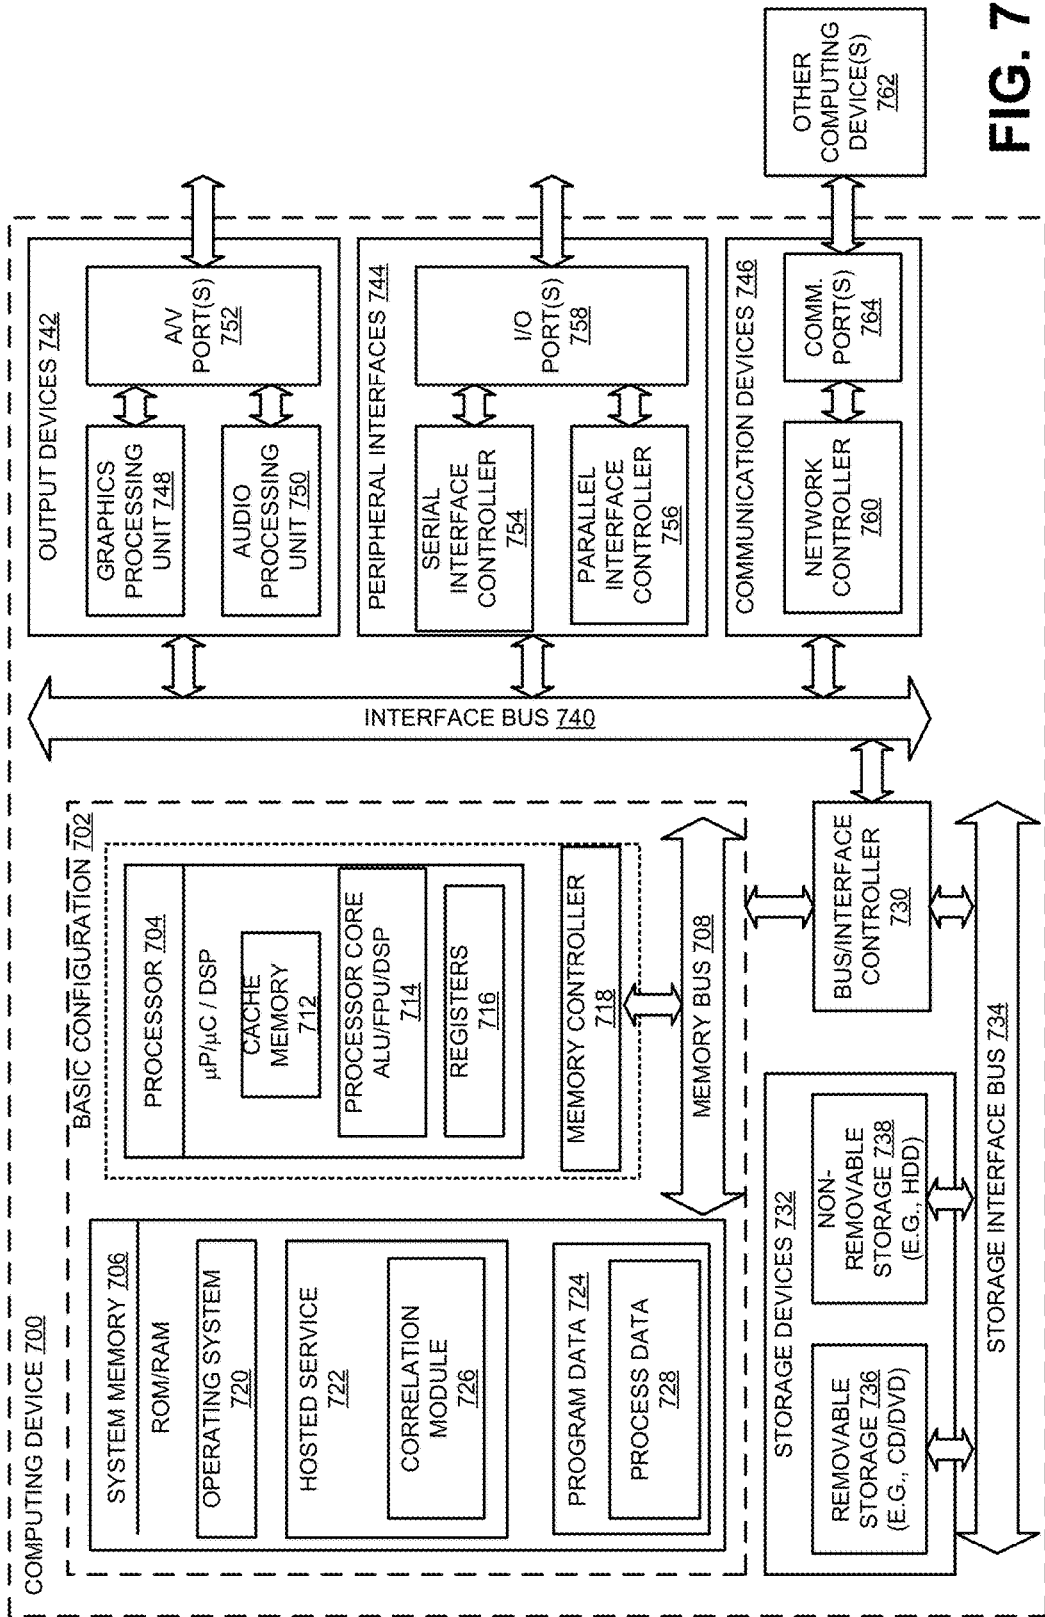 COMPUTING DEVICE 700
BASIC CONFIGURATION 702
SYSTEM MEMORY 706
ROM/RAM
OPERATING SYSTEM
720
HOSTED SERVICE
722
CORRELATION
MODULE
726
PROGRAM DATA 724
PROCESS DATA
728
PROCESSOR 704
µP/µC / DSP
CACHE
MEMORY
712
PROCESSOR CORE
ALU/FPU/DSP
714
REGISTERS
716
MEMORY CONTROLLER
718
MEMORY BUS 708
STORAGE DEVICES 732
REMOVABLE
STORAGE 736
(E.G., CD/DVD)
NON-
REMOVABLE
STORAGE 738
(E.G., HDD)
BUS/INTERFACE
CONTROLLER
730
STORAGE INTERFACE BUS 734
INTERFACE BUS 740
OUTPUT DEVICES 742
GRAPHICS
PROCESSING
UNIT 748
AUDIO
PROCESSING
UNIT 750
A/V
PORT(S)
752
PERIPHERAL INTERFACES 744
SERIAL
INTERFACE
CONTROLLER
754
PARALLEL
INTERFACE
CONTROLLER
756
I/O
PORT(S)
758
COMMUNICATION DEVICES 746
NETWORK
CONTROLLER
760
COMM.
PORT(S)
764
OTHER
COMPUTING
DEVICE(S)
762
FIG. 7